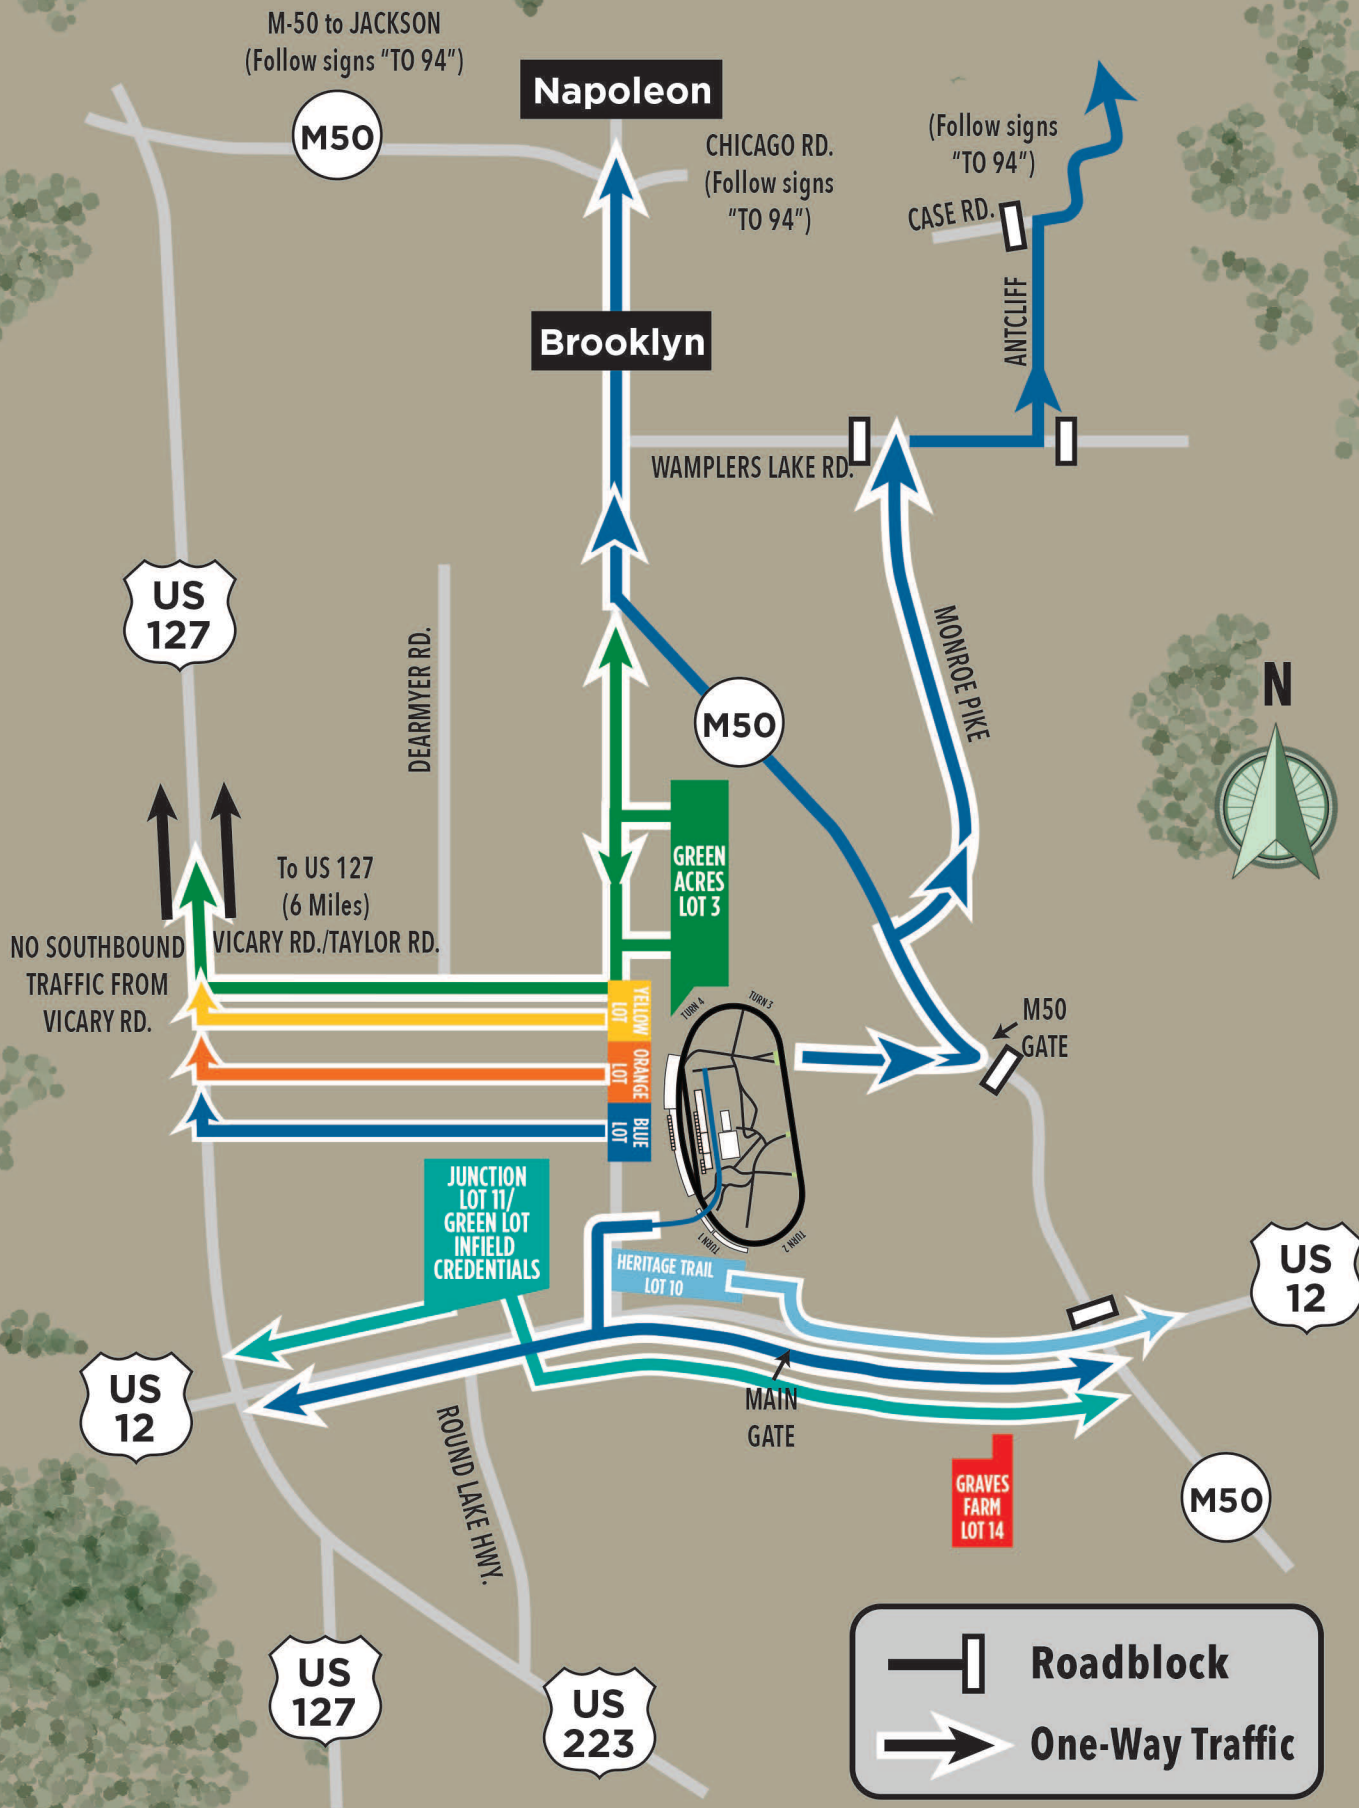 M-50 to JACKSON
(Follow signs "TO 94")
M50
Napoleon
CHICAGO RD.
(Follow signs
"TO 94")
(Follow signs
"TO 94")
CASE RD.
ANTCLIFF
Brooklyn
WAMPLERS LAKE RD.
US
127
DEARMYER RD.
MONROE PIKE
M50
N
GREEN
ACRES
LOT 3
To US 127
(6 Miles)
VICARY RD./TAYLOR RD.
NO SOUTHBOUND
TRAFFIC FROM
VICARY RD.
YELLOW
LOT
ORANGE
LOT
BLUE
LOT
TURN 4
TURN 3
TURN 1
TURN 2
M50
GATE
JUNCTION
LOT 11/
GREEN LOT
INFIELD
CREDENTIALS
HERITAGE TRAIL
LOT 10
US
12
US
12
MAIN
GATE
ROUND LAKE HWY.
GRAVES
FARM
LOT 14
M50
US
127
US
223
Roadblock
One-Way Traffic